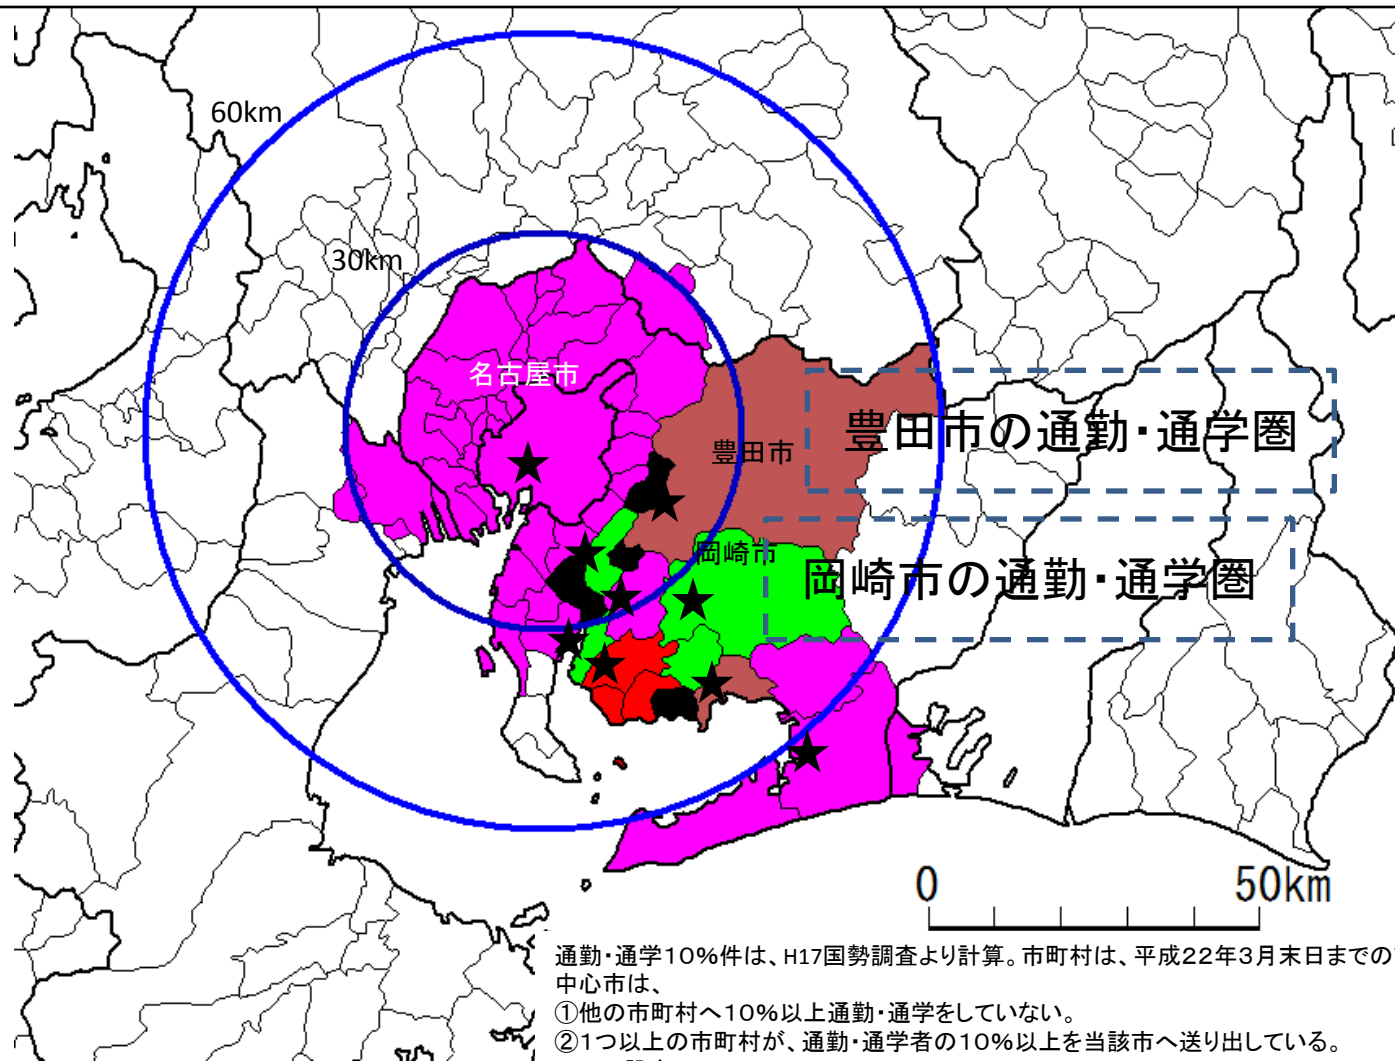 60km
30km
名古屋市
豊田市の通勤・通学圏
豊田市
岡崎市
岡崎市の通勤・通学圏
0 50km
通勤・通学10%件は、H17国勢調査より計算。市町村は、平成22年3月末日までの
中心市は、
①他の市町村へ10%以上通勤・通学をしていない。
②1つ以上の市町村が、通勤・通学者の10%以上を当該市へ送り出している。